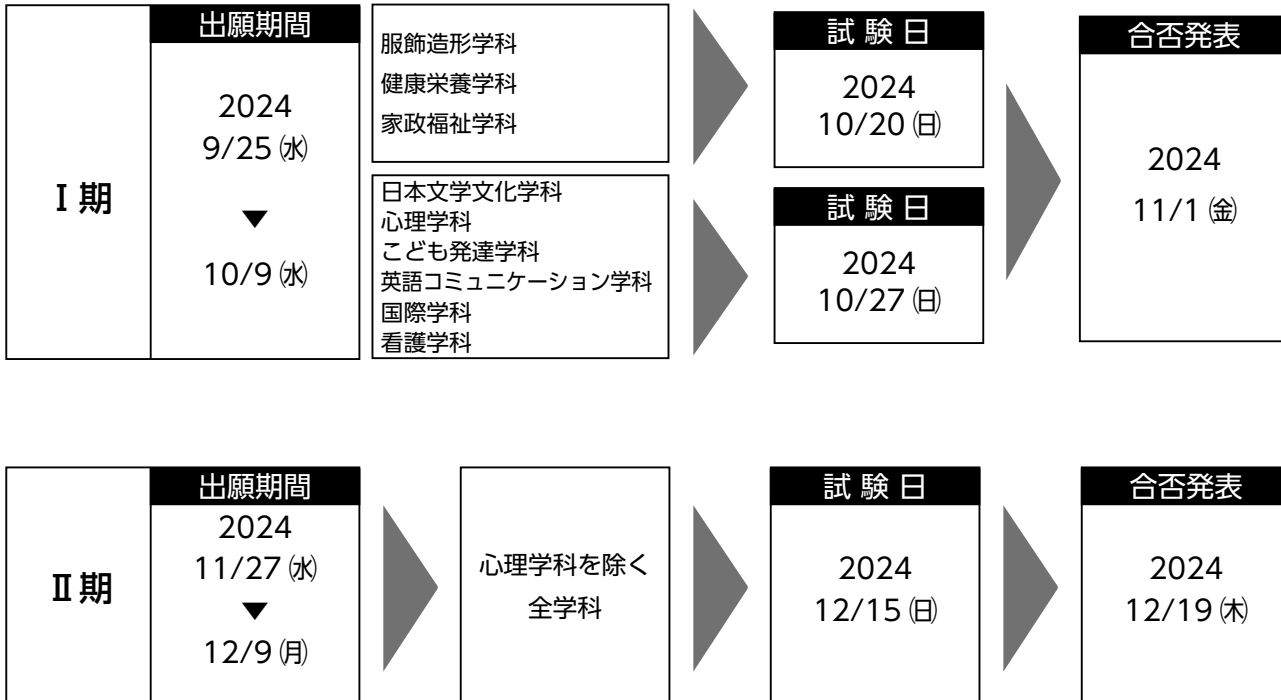 Ⅰ期
出願期間
2024
9/25㈬
▼
10/9㈬
服飾造形学科
健康栄養学科
家政福祉学科
試験日
2024
10/20㈰
日本文学文化学科
心理学科
こども発達学科
英語コミュニケーション学科
国際学科
看護学科
試験日
2024
10/27㈰
合否発表
2024
11/1㈮
Ⅱ期
出願期間
2024
11/27㈬
▼
12/9㈪
心理学科を除く
全学科
試験日
2024
12/15㈰
合否発表
2024
12/19㈭